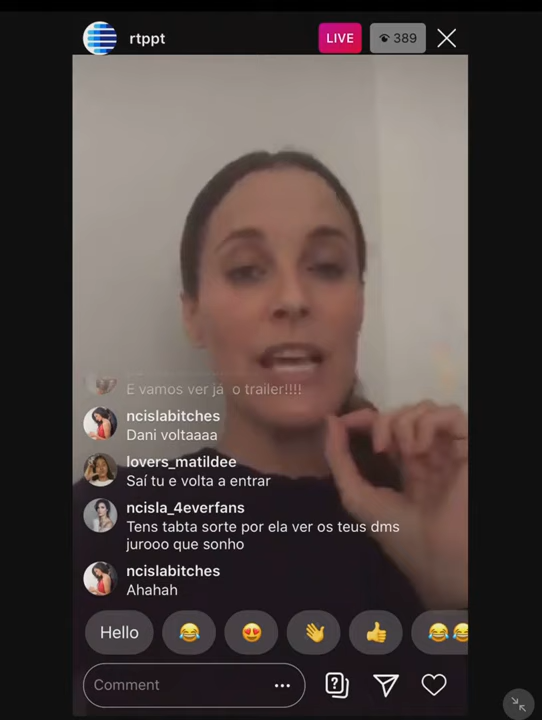 rtppt
LIVE
389
E vamos ver já o trailer!!!!
ncislabitches
Dani voltaaaa
lovers_matildee
Saí tu e volta a entrar
ncisla_4everfans
Tens tabta sorte por ela ver os teus dms
jurooo que sonho
ncislabitches
Ahahah
Hello
Comment